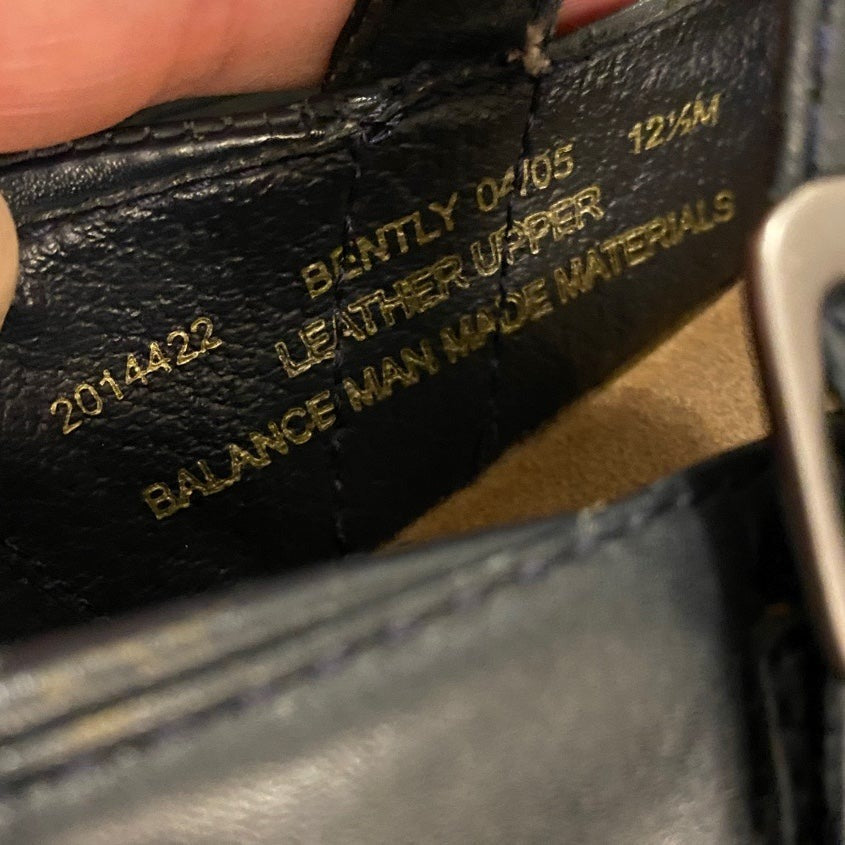 BENTLY 04/05 12½M
2014422 LEATHER UPPER
BALANCE MAN MADE MATERIALS